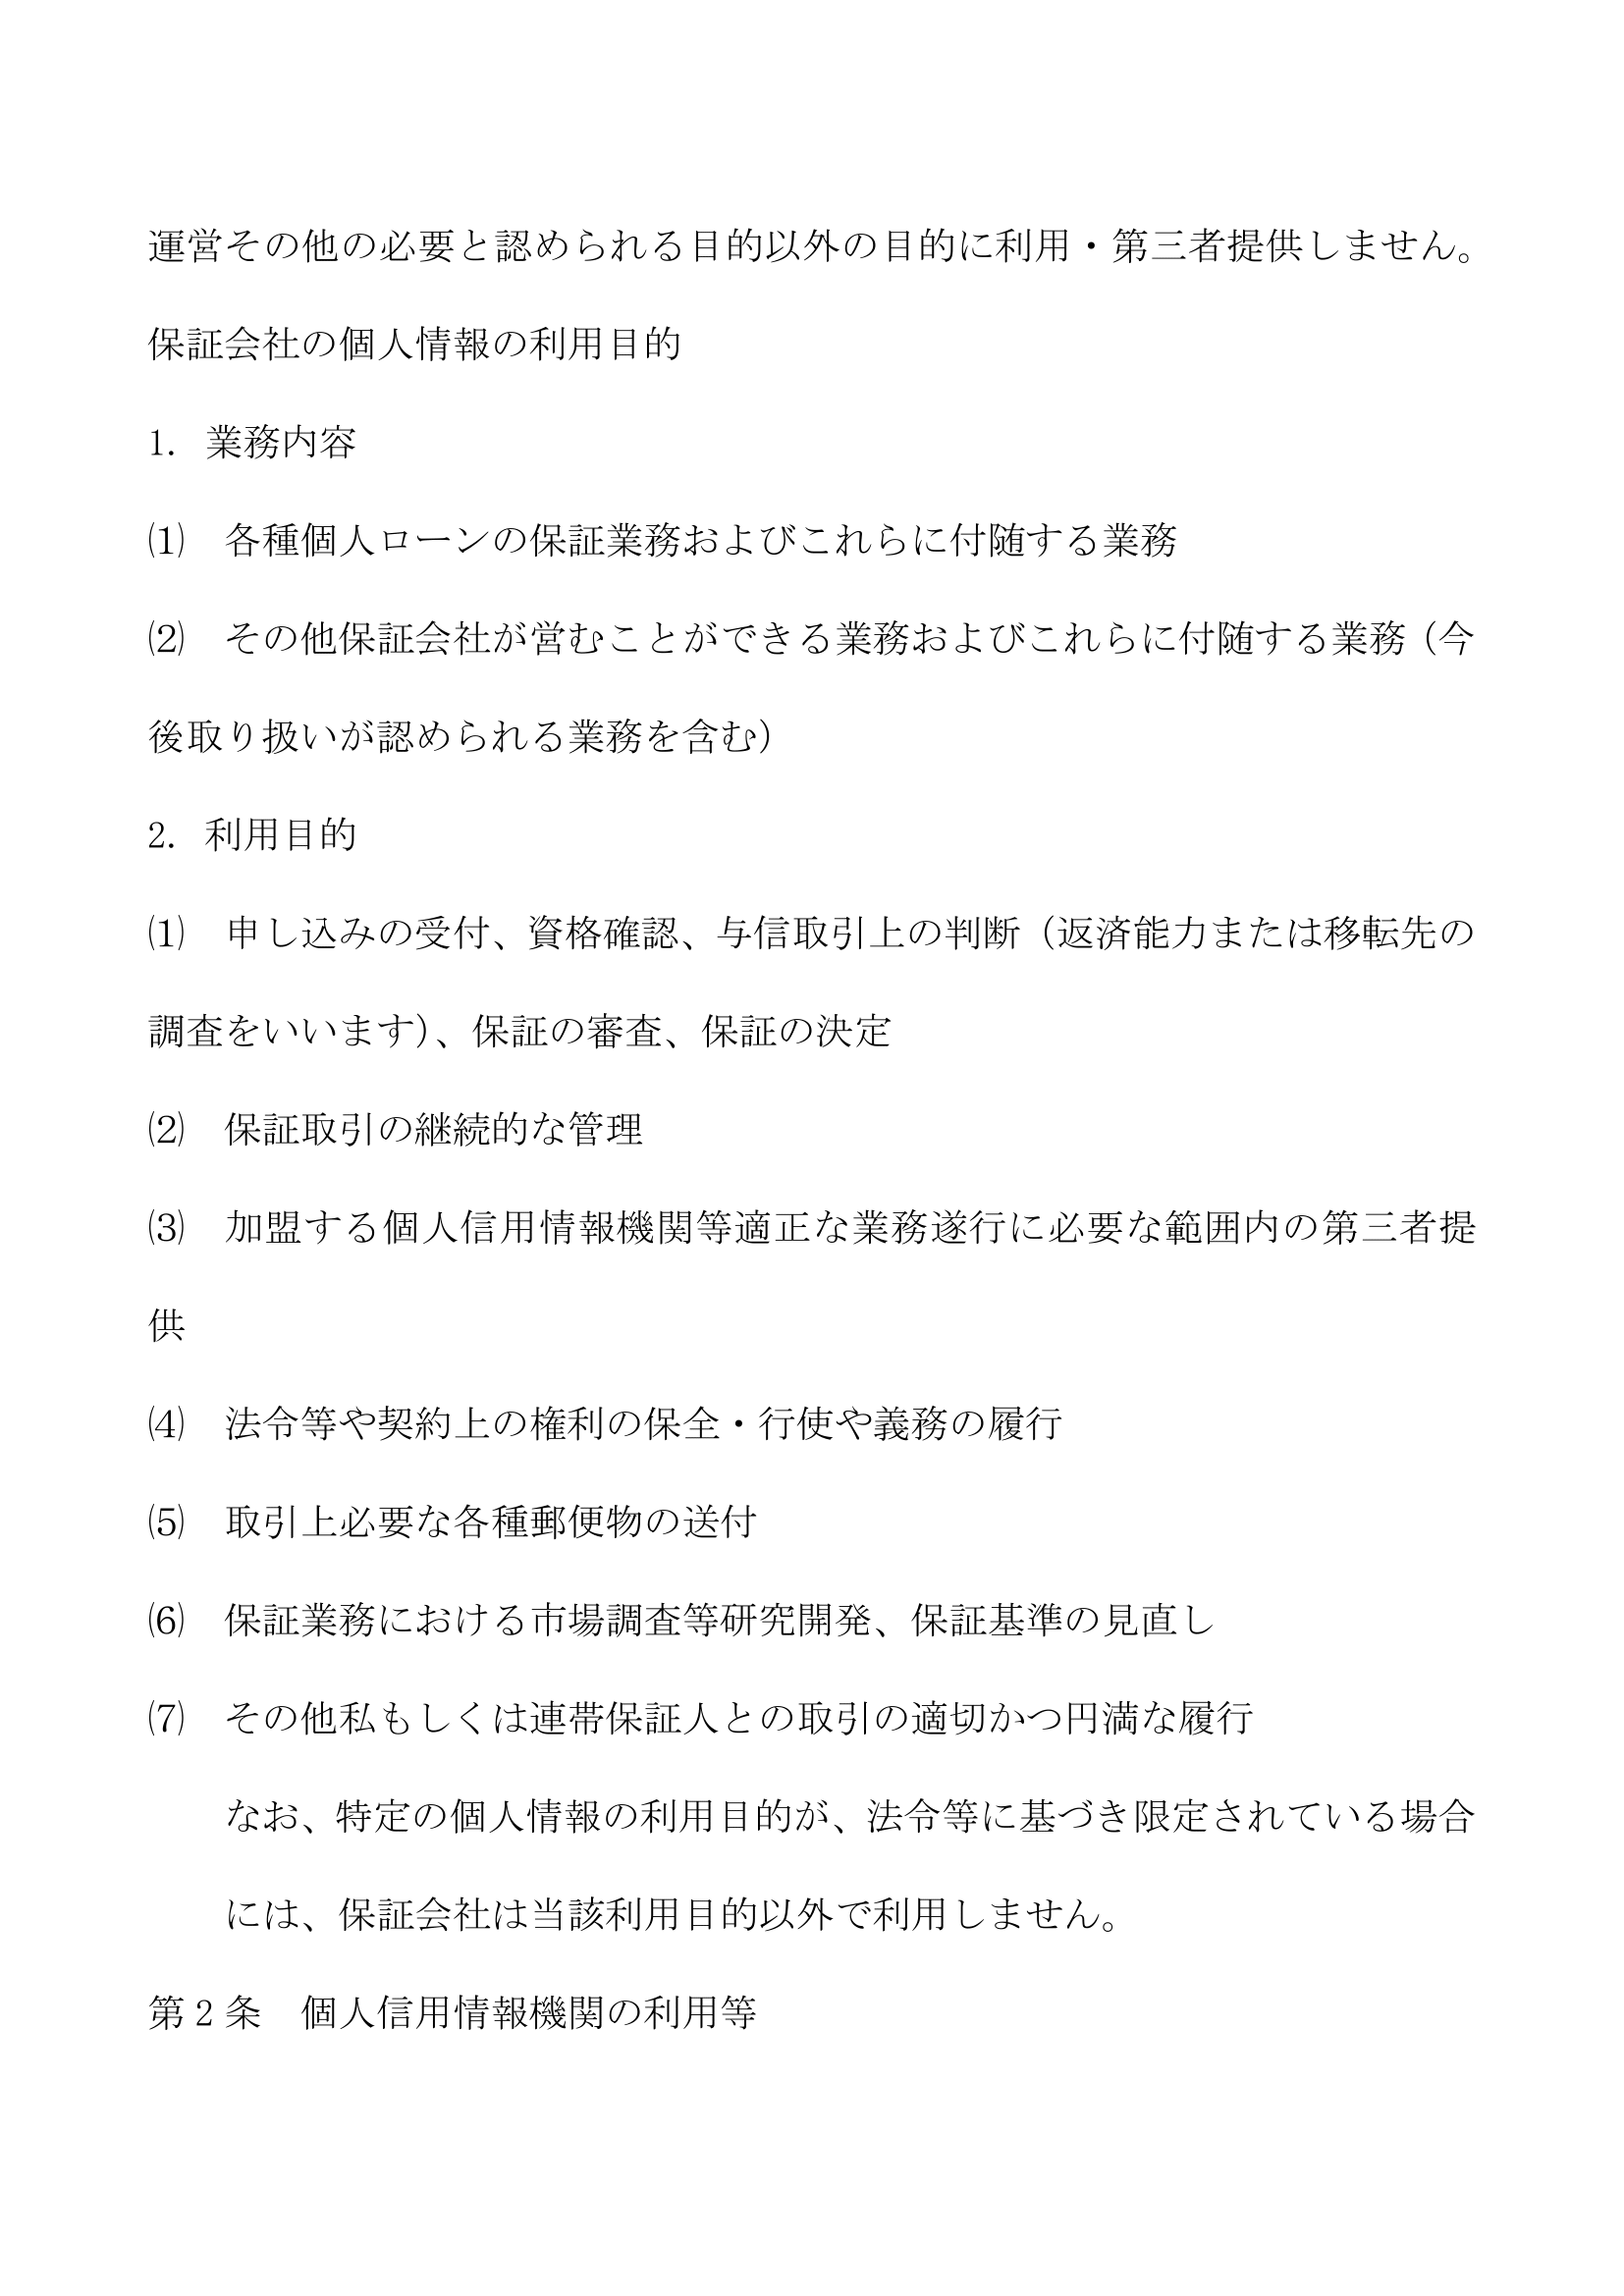 運営その他の必要と認められる目的以外の目的に利用・第三者提供しません。
保証会社の個人情報の利用目的
1. 業務内容
⑴　各種個人ローンの保証業務およびこれらに付随する業務
⑵　その他保証会社が営むことができる業務およびこれらに付随する業務（今
後取り扱いが認められる業務を含む）
2. 利用目的
⑴　申し込みの受付、資格確認、与信取引上の判断（返済能力または移転先の
調査をいいます）、保証の審査、保証の決定
⑵　保証取引の継続的な管理
⑶　加盟する個人信用情報機関等適正な業務遂行に必要な範囲内の第三者提
供
⑷　法令等や契約上の権利の保全・行使や義務の履行
⑸　取引上必要な各種郵便物の送付
⑹　保証業務における市場調査等研究開発、保証基準の見直し
⑺　その他私もしくは連帯保証人との取引の適切かつ円満な履行
なお、特定の個人情報の利用目的が、法令等に基づき限定されている場合
には、保証会社は当該利用目的以外で利用しません。
第 2 条　個人信用情報機関の利用等